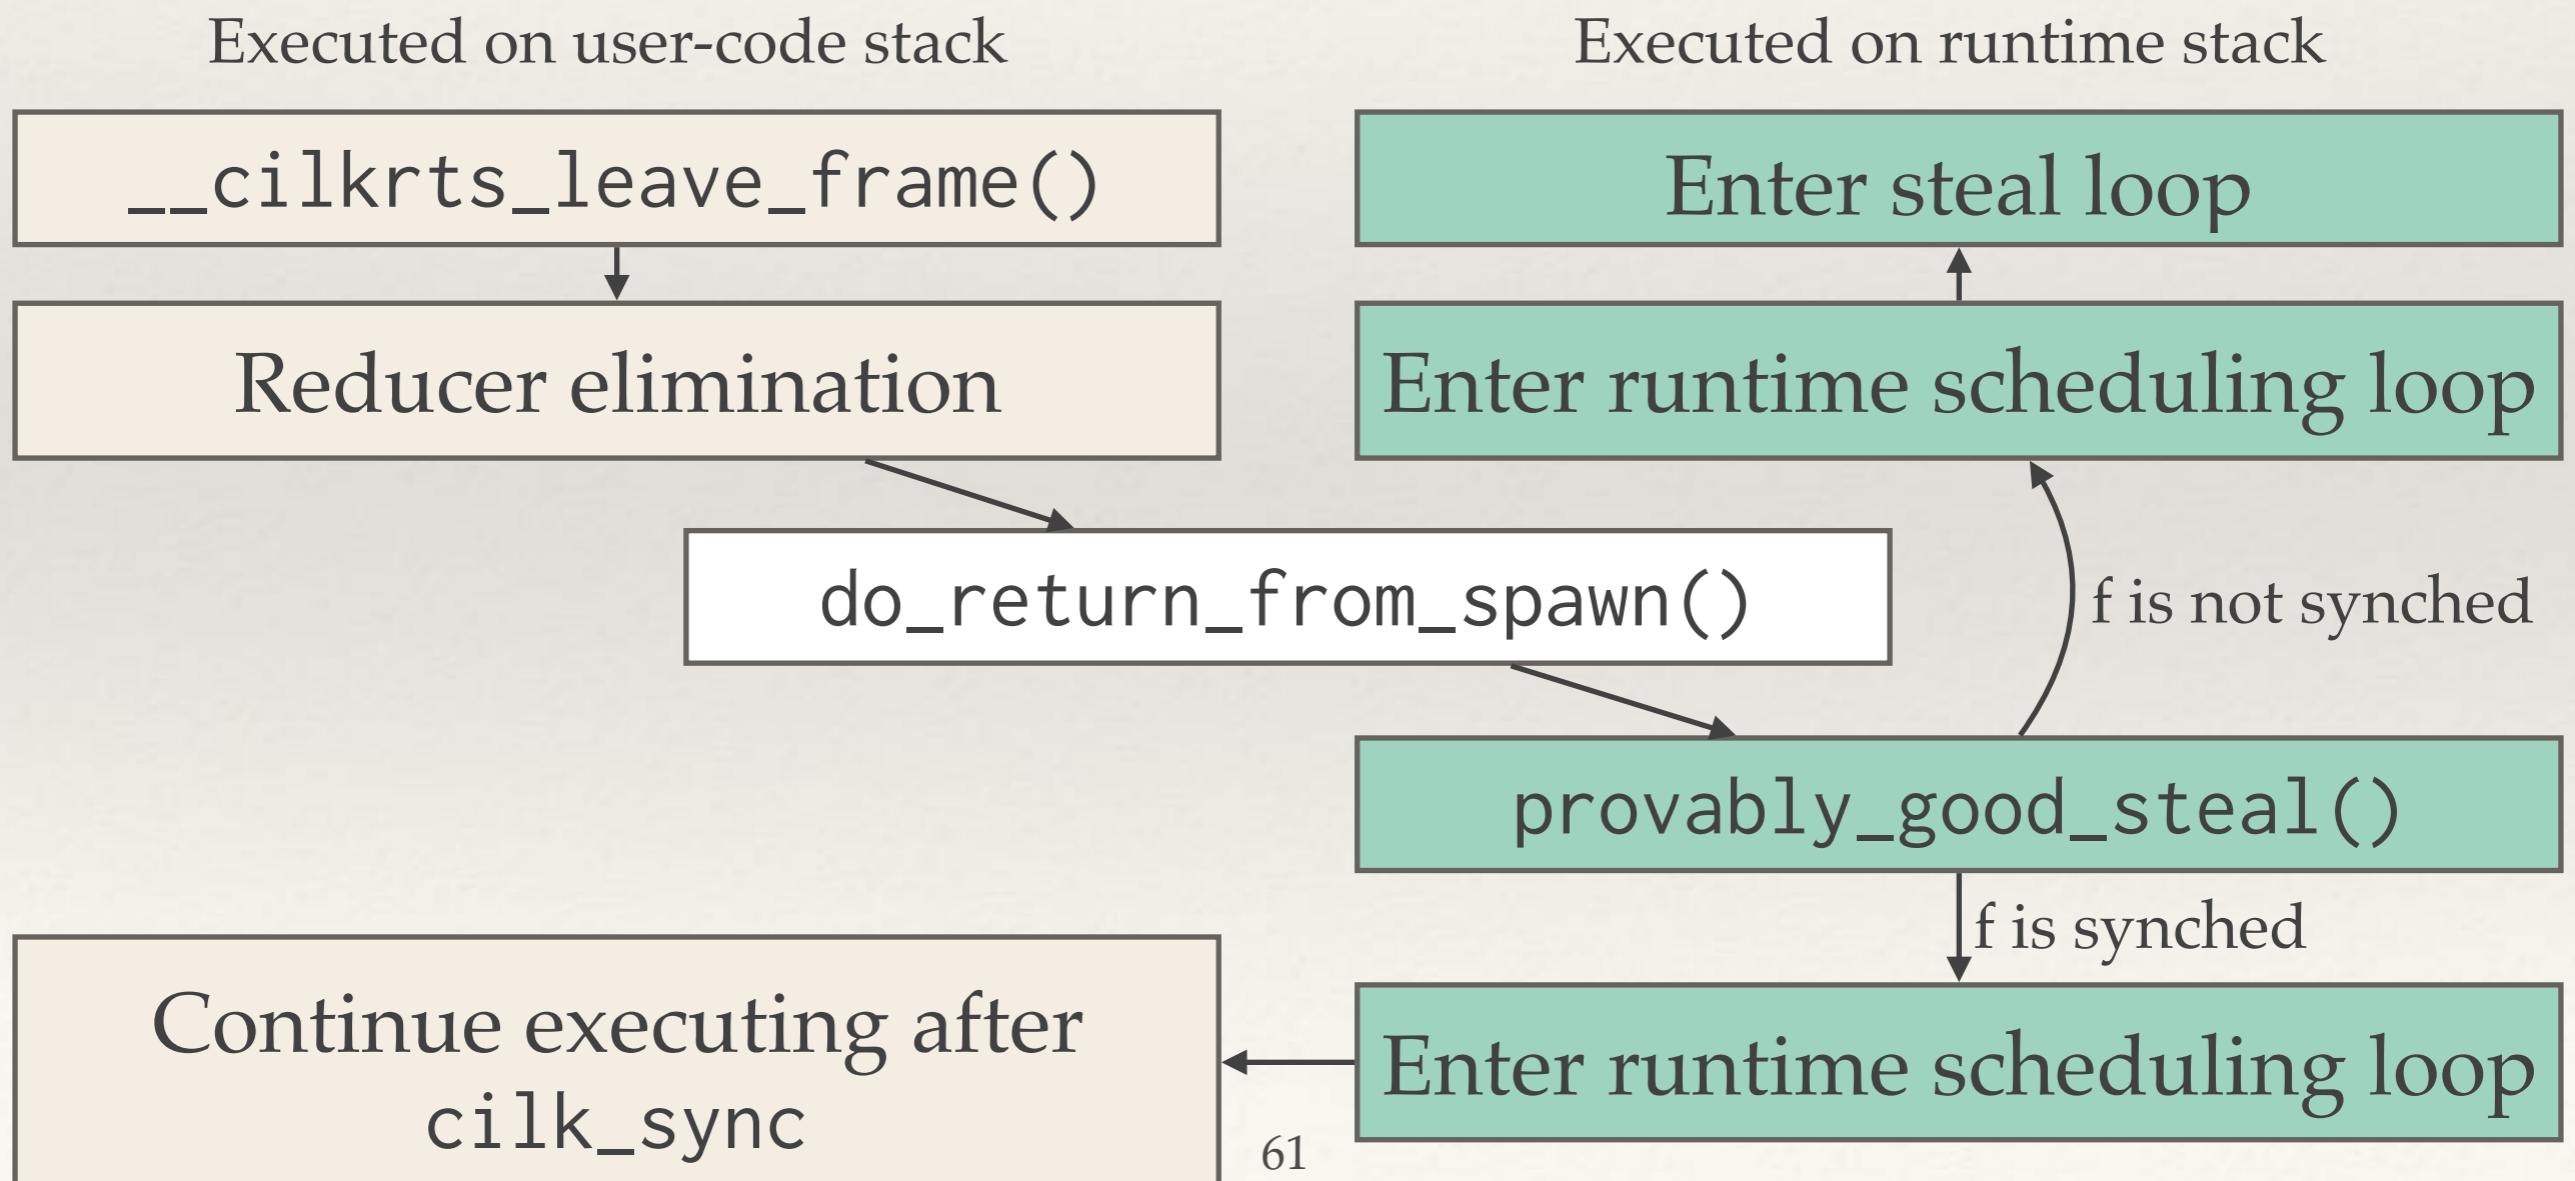 Executed on user-code stack
Executed on runtime stack
__cilkrts_leave_frame()
Enter steal loop
Reducer elimination
Enter runtime scheduling loop
do_return_from_spawn()
f is not synched
provably_good_steal()
f is synched
Continue executing after
cilk_sync
Enter runtime scheduling loop
61